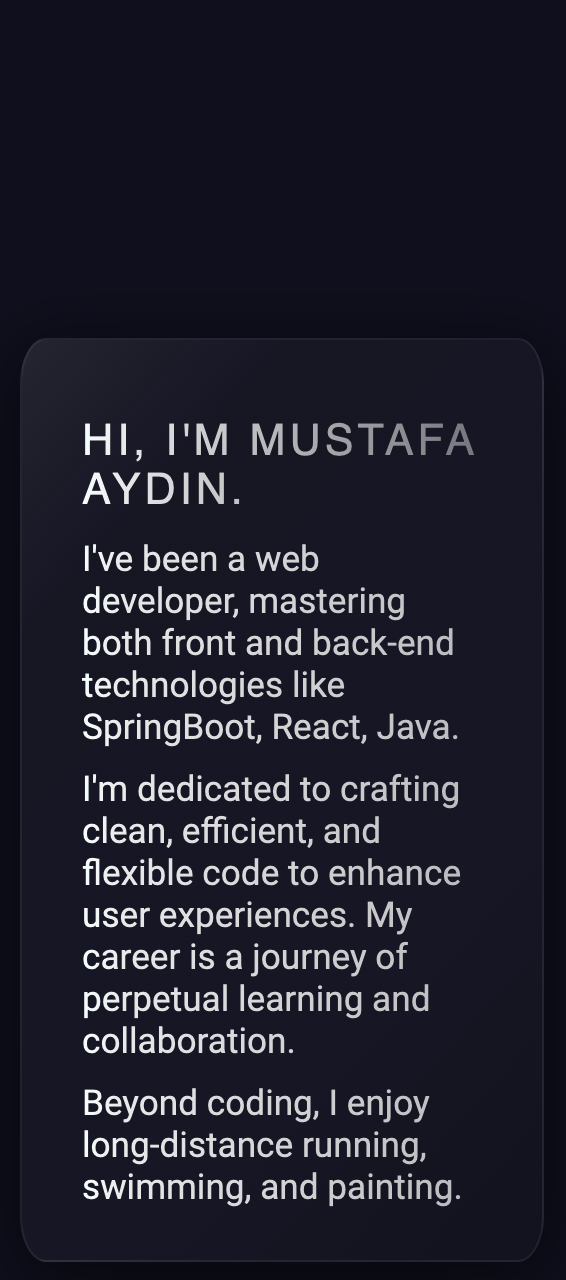 HI, I'M MUSTAFA
AYDIN.
I've been a web
developer, mastering
both front and back-end
technologies like
SpringBoot, React, Java.
I'm dedicated to crafting
clean, efficient, and
flexible code to enhance
user experiences. My
career is a journey of
perpetual learning and
collaboration.
Beyond coding, I enjoy
long-distance running,
swimming, and painting.